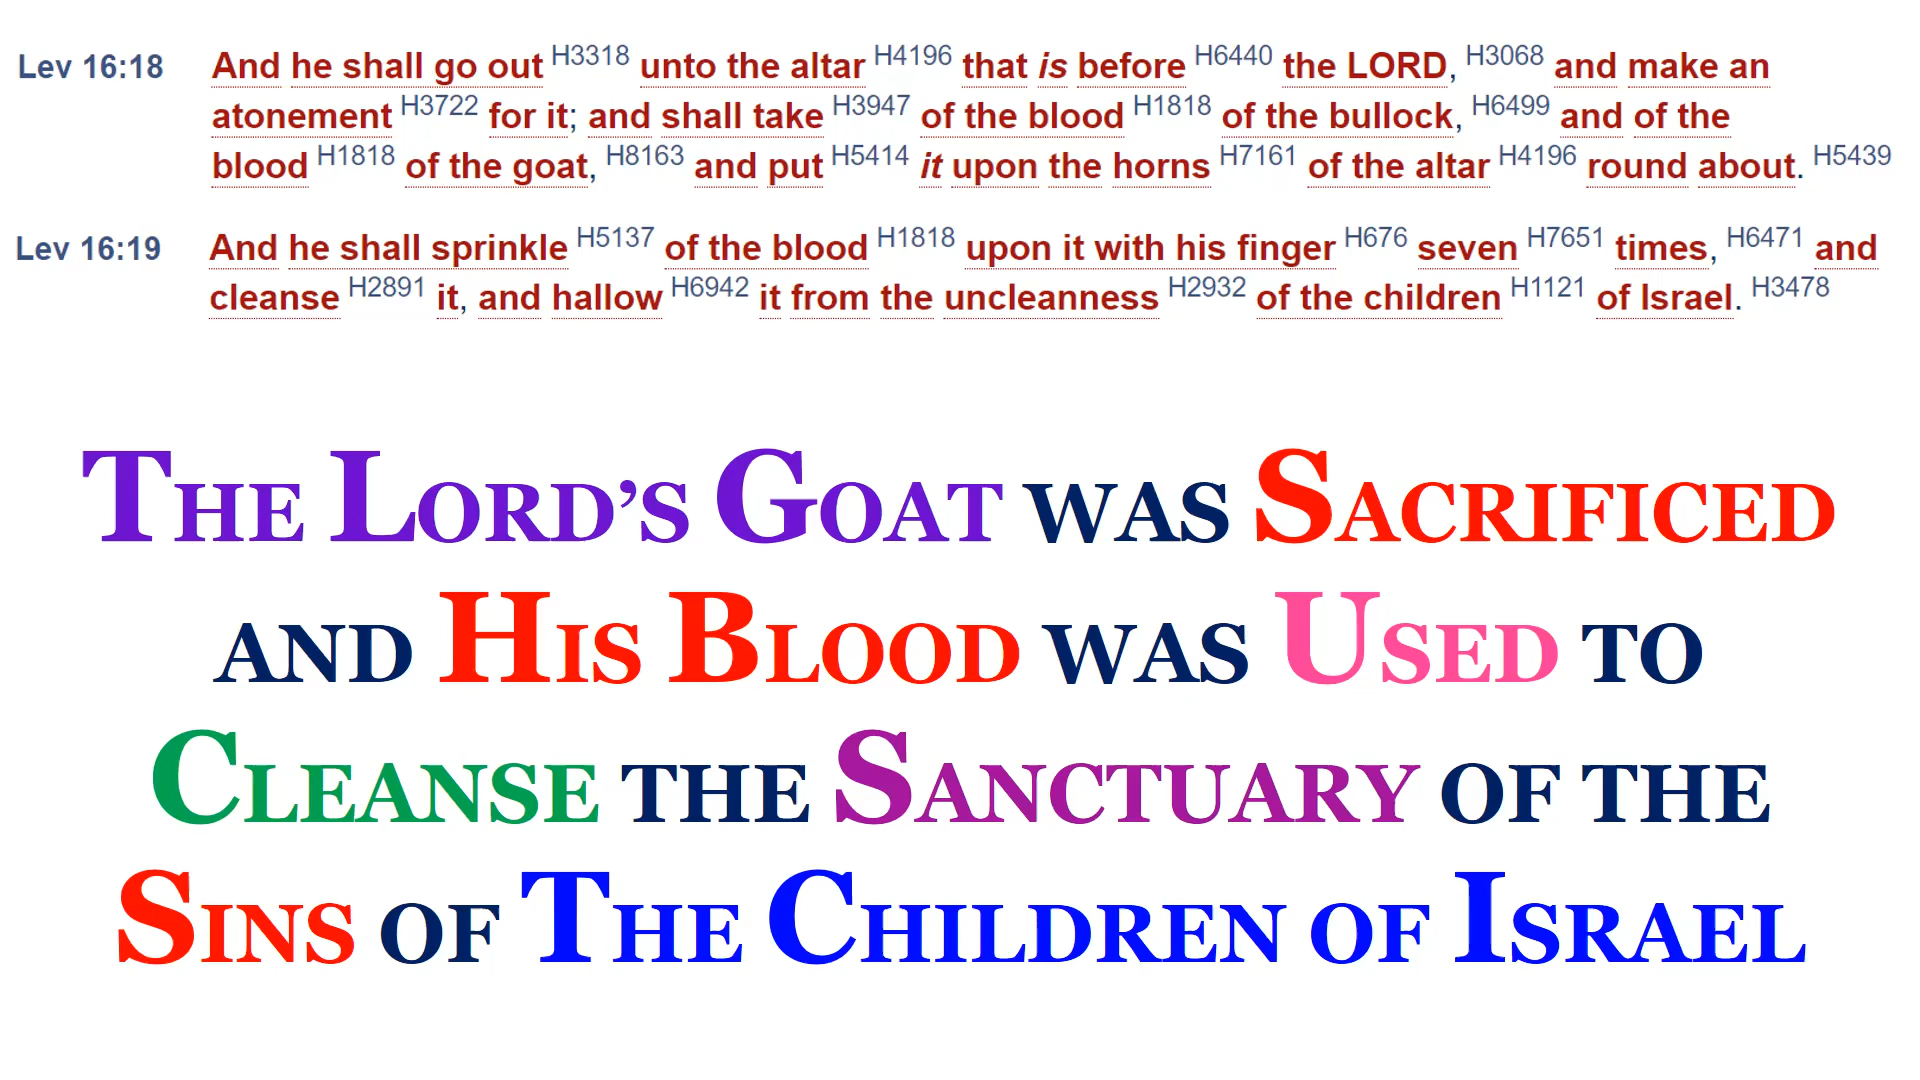 Lev 16:18 And he shall go out H3318 unto the altar H4196 that is before H6440 the LORD, H3068 and make an
atonement H3722 for it; and shall take H3947 of the blood H1818 of the bullock, H6499 and of the
blood H1818 of the goat, H8163 and put H5414 it upon the horns H7161 of the altar H4196 round about. H5439
Lev 16:19 And he shall sprinkle H5137 of the blood H1818 upon it with his finger H676 seven H7651 times, H6471 and
cleanse H2891 it, and hallow H6942 it from the uncleanness H2932 of the children H1121 of Israel. H3478
The Lord’s Goat was Sacrificed
and His Blood was Used to
Cleanse the Sanctuary of the
Sins of The Children of Israel